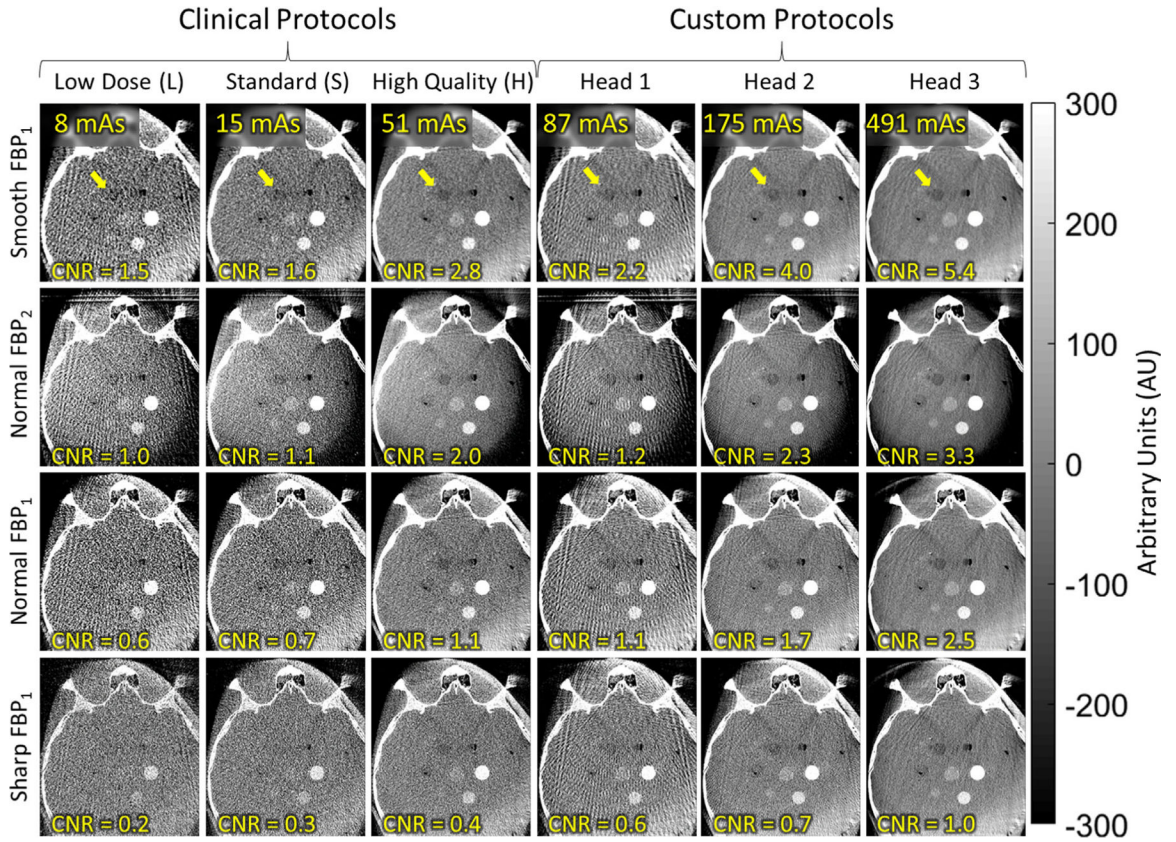 Clinical Protocols Custom Protocols
Low Dose (L) Standard (S) High Quality (H) Head 1 Head 2 Head 3
Smooth FBP1
8 mAs 15 mAs 51 mAs 87 mAs 175 mAs 491 mAs
CNR = 1.5 CNR = 1.6 CNR = 2.8 CNR = 2.2 CNR = 4.0 CNR = 5.4
Normal FBP2
CNR = 1.0 CNR = 1.1 CNR = 2.0 CNR = 1.2 CNR = 2.3 CNR = 3.3
Normal FBP1
CNR = 0.6 CNR = 0.7 CNR = 1.1 CNR = 1.1 CNR = 1.7 CNR = 2.5
Sharp FBP1
CNR = 0.2 CNR = 0.3 CNR = 0.4 CNR = 0.6 CNR = 0.7 CNR = 1.0
300
200
100
0
-100
-200
-300
Arbitrary Units (AU)